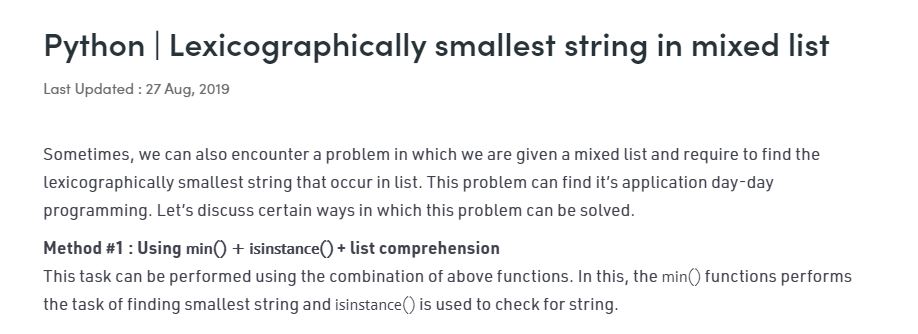 Python | Lexicographically smallest string in mixed list
Last Updated : 27 Aug, 2019
Sometimes, we can also encounter a problem in which we are given a mixed list and require to find the
lexicographically smallest string that occur in list. This problem can find it’s application day-day
programming. Let’s discuss certain ways in which this problem can be solved.
Method #1 : Using min() + isinstance() + list comprehension
This task can be performed using the combination of above functions. In this, the min() functions performs
the task of finding smallest string and isinstance() is used to check for string.